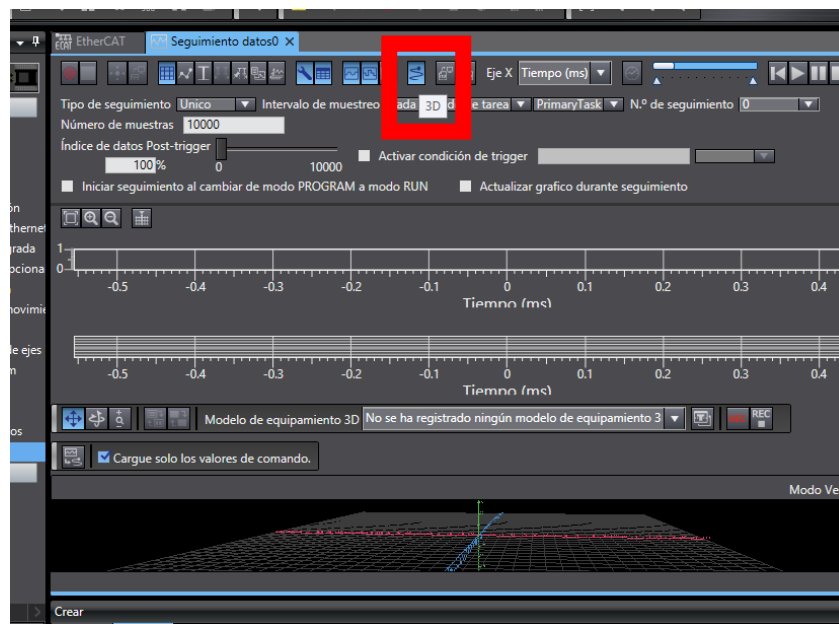 EtherCAT
Seguimiento datos0
Eje X Tiempo (ms)
Tipo de seguimiento Unico Intervalo de muestreo tarea PrimaryTask N.º de seguimiento 0
3D
Número de muestras 10000
Índice de datos Post-trigger
100 % 0 10000
Activar condición de trigger
Iniciar seguimiento al cambiar de modo PROGRAM a modo RUN Actualizar grafico durante seguimiento
1
0
-0.5 -0.4 -0.3 -0.2 -0.1 0 0.1 0.2 0.3 0.4
Tiempo (ms)
-0.5 -0.4 -0.3 -0.2 -0.1 0 0.1 0.2 0.3 0.4
Tiempo (ms)
Modelo de equipamiento 3D No se ha registrado ningún modelo de equipamiento 3 REC
Cargue solo los valores de comando.
Modo Ve
le ejes
Crear